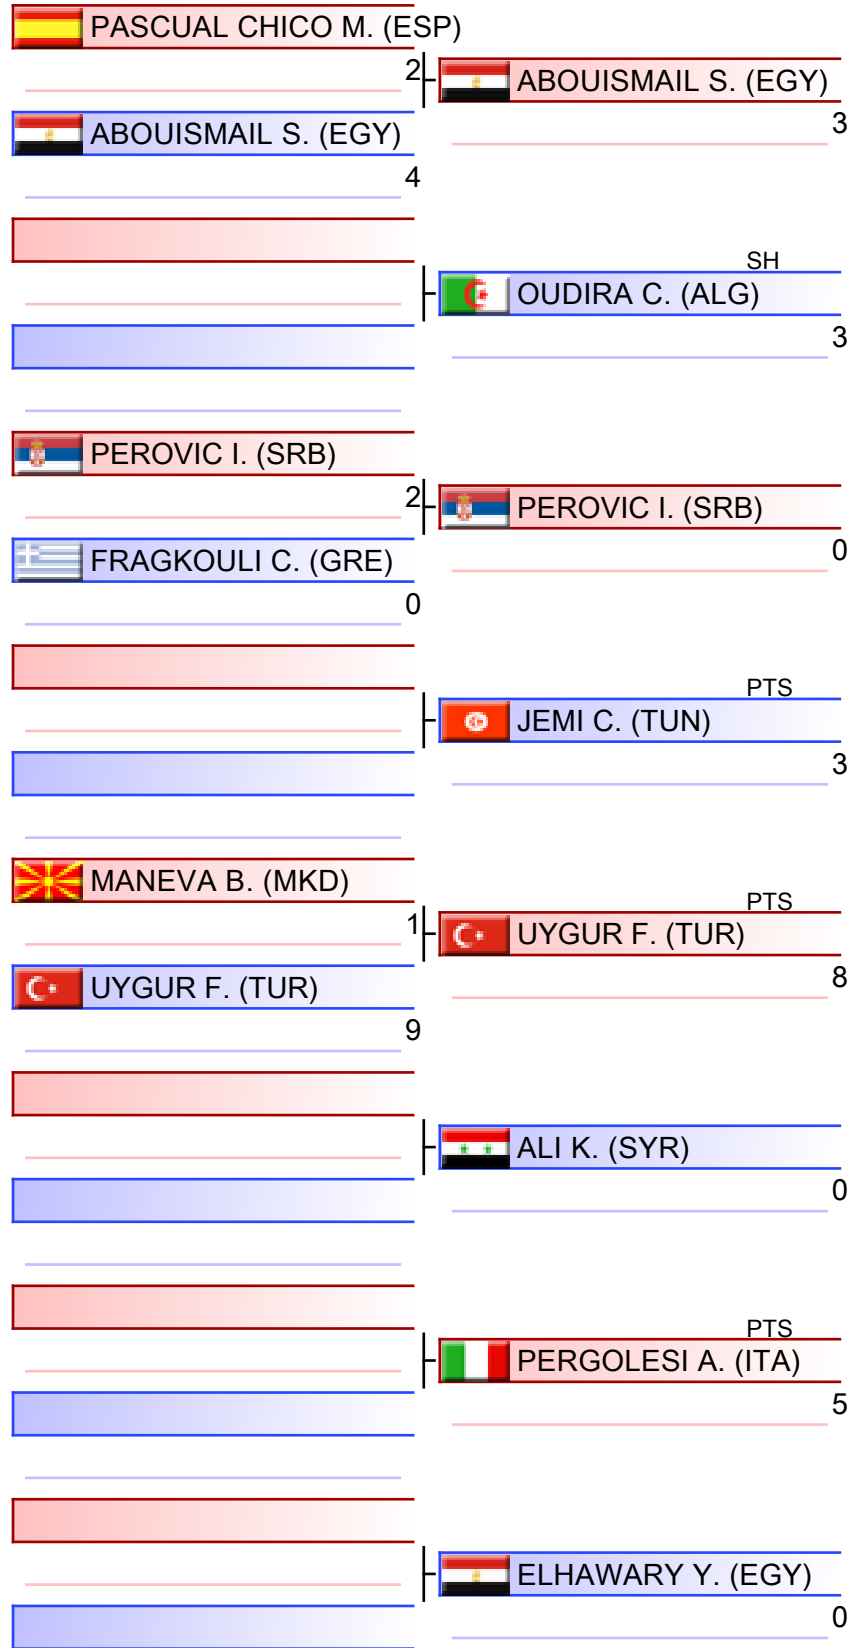 PASCUAL CHICO M. (ESP)
2
ABOUISMAIL S. (EGY)
3
ABOUISMAIL S. (EGY)
4
SH
OUDIRA C. (ALG)
3
PEROVIC I. (SRB)
2
PEROVIC I. (SRB)
0
FRAGKOULI C. (GRE)
0
PTS
JEMI C. (TUN)
3
MANEVA B. (MKD)
1
PTS
UYGUR F. (TUR)
8
UYGUR F. (TUR)
9
ALI K. (SYR)
0
PTS
PERGOLESI A. (ITA)
5
ELHAWARY Y. (EGY)
0